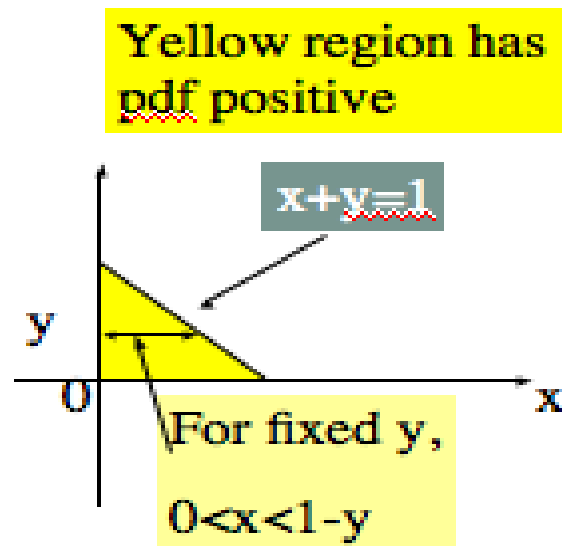 Yellow region has
pdf positive
x+y=1
y
0
x
For fixed y,
0<x<1-y